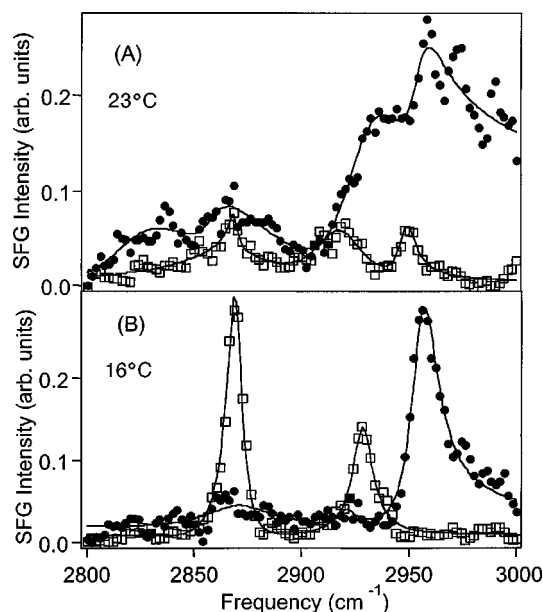 (A)
23°C
SFG Intensity (arb. units)
0.2
0.1
0.0
(B)
16°C
SFG Intensity (arb. units)
0.2
0.1
0.0
2800
2850
2900
2950
3000
Frequency (cm⁻¹)